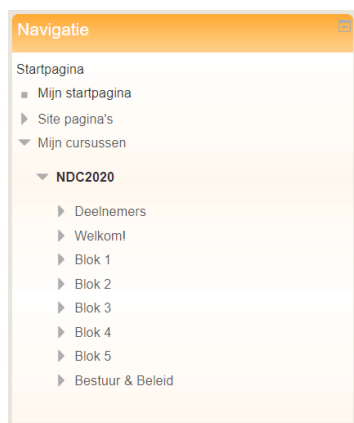 Navigatie
Startpagina
Mijn startpagina
Site pagina's
Mijn cursussen
NDC2020
Deelnemers
Welkom!
Blok 1
Blok 2
Blok 3
Blok 4
Blok 5
Bestuur & Beleid